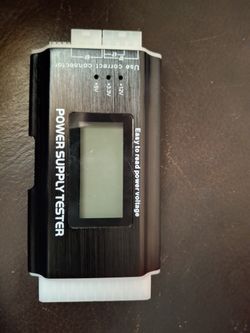 POWER SUPPLY TESTER
Easy to read power voltage
Use correct connector
+5V
+3.3V
+12V